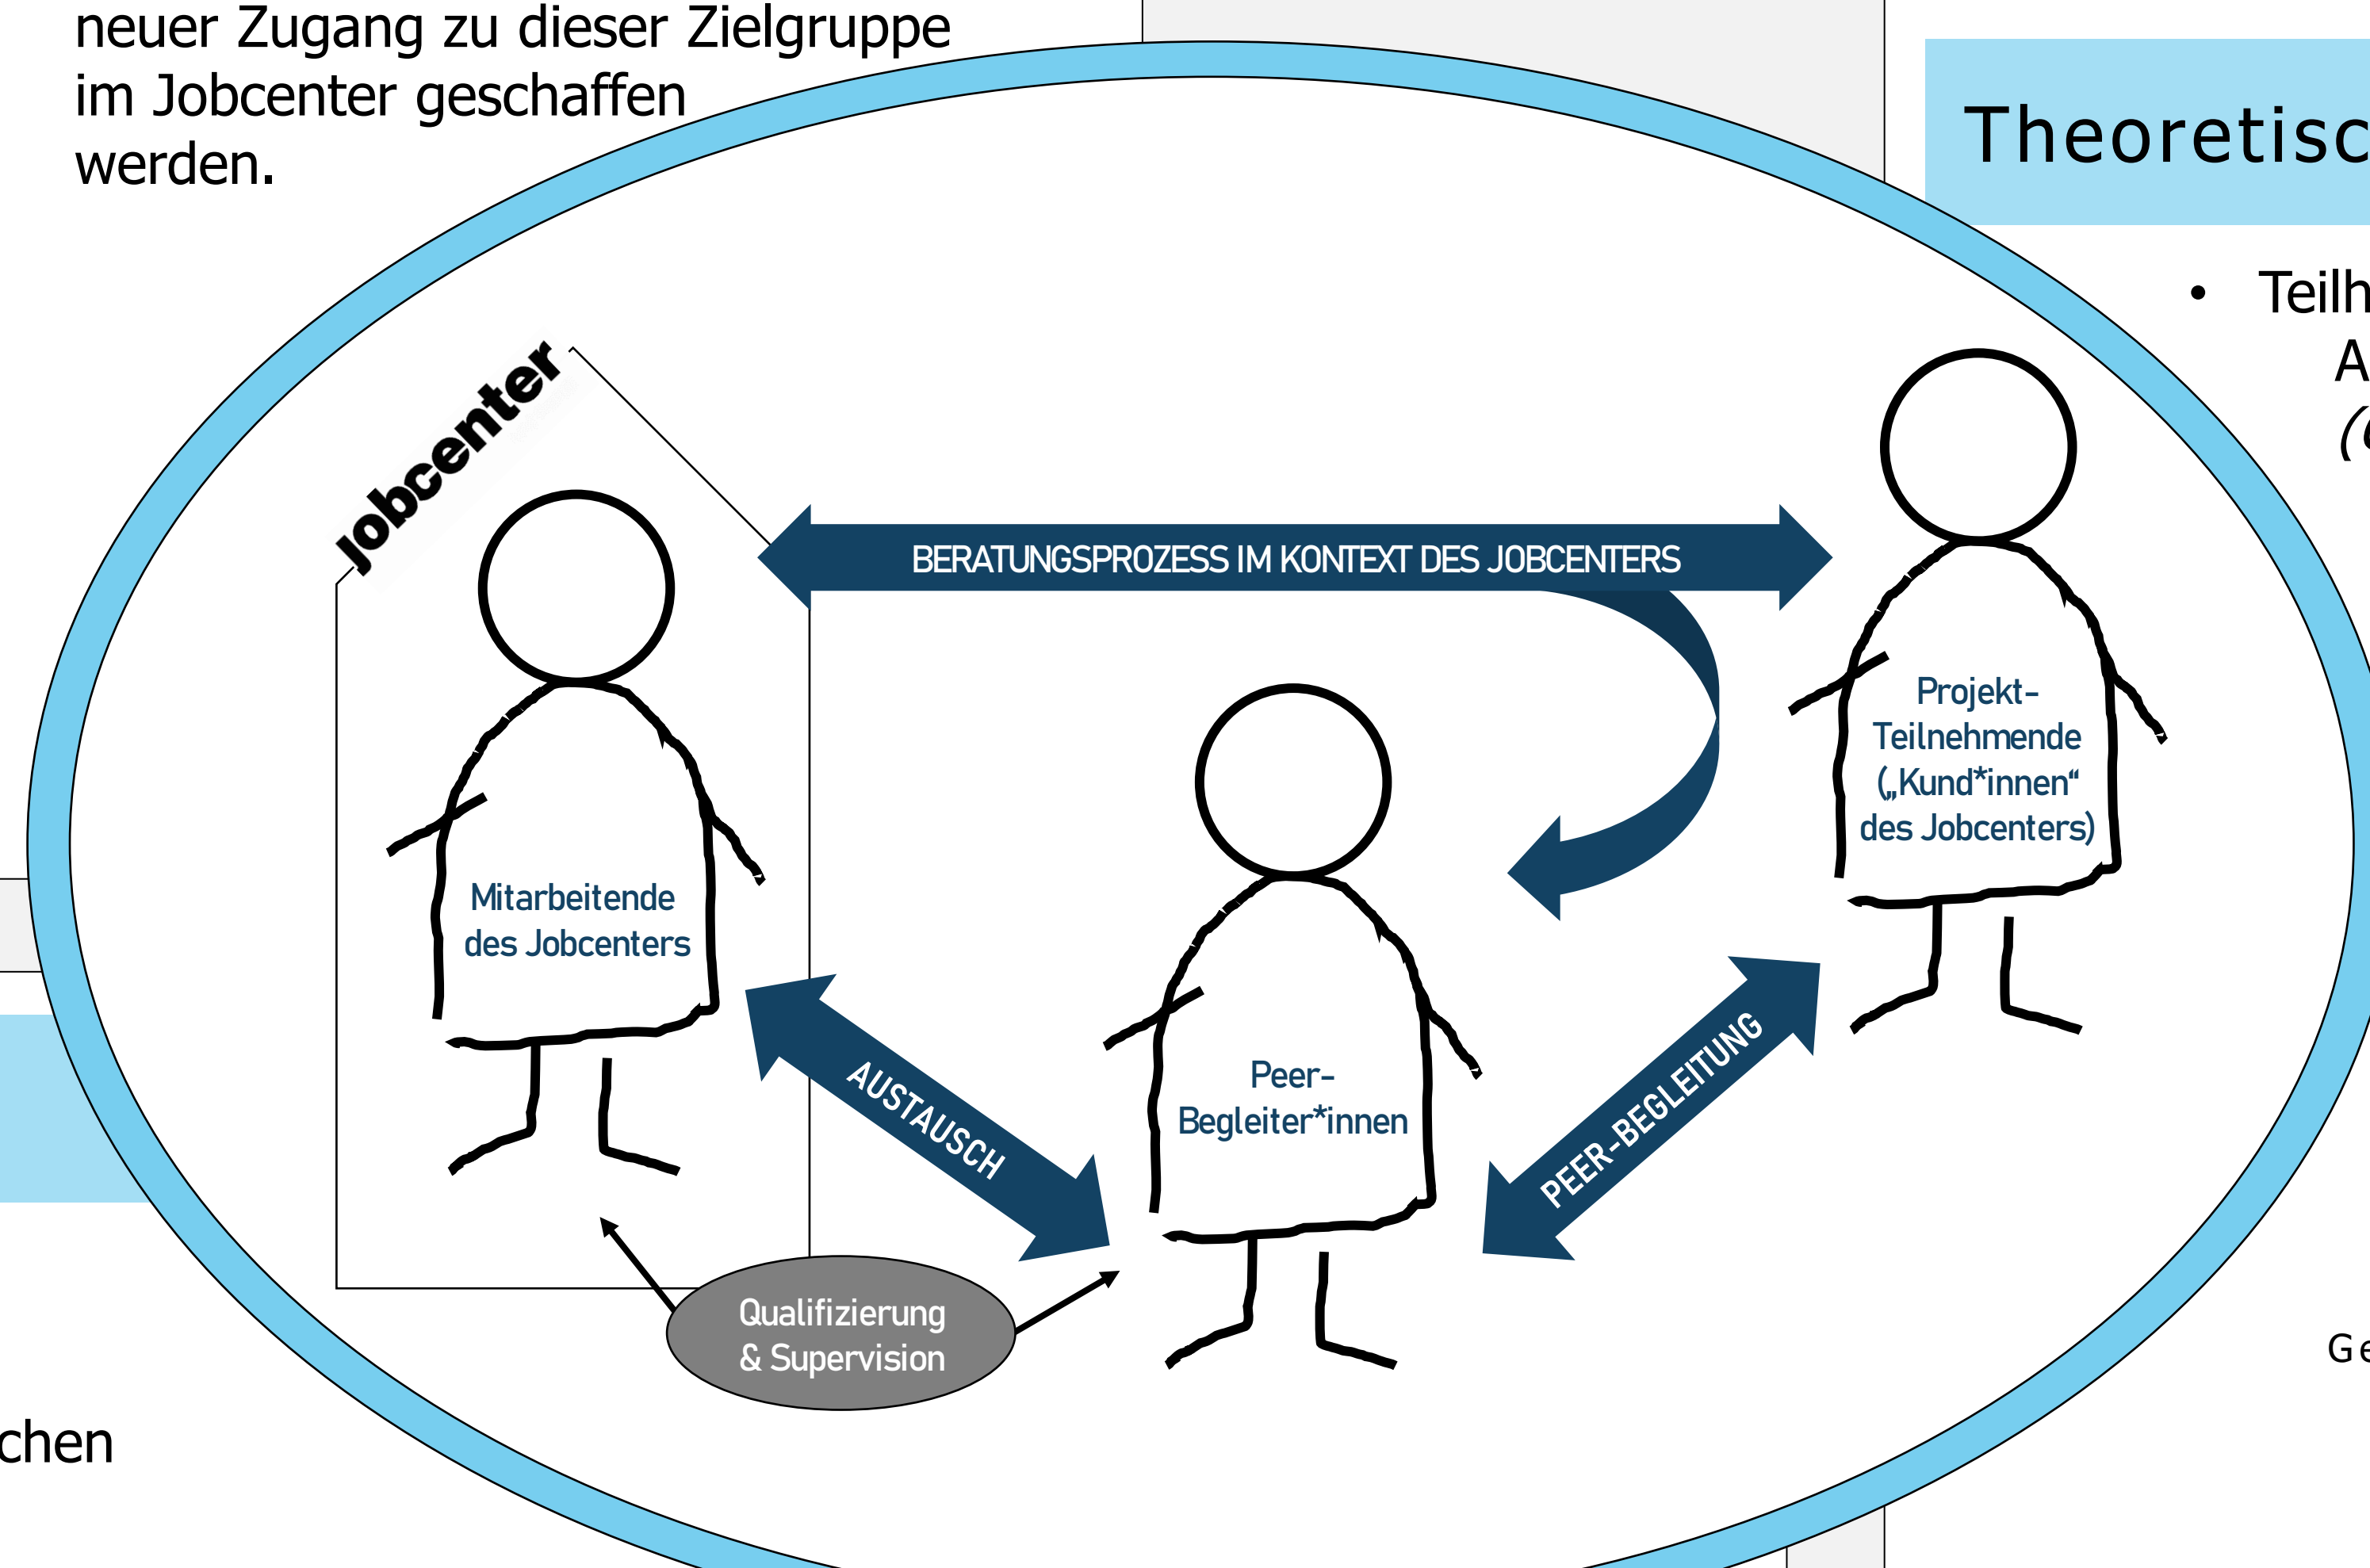 neuer Zugang zu dieser Zielgruppe
im Jobcenter geschaffen
werden.
Theoretisc
• Teilh
A
jobcenter
BERATUNGSPROZESS IM KONTEXT DES JOBCENTERS
Projekt-
Teilnehmende
(„Kund*innen“
des Jobcenters)
Mitarbeitende
des Jobcenters
Peer-
Begleiter*innen
AUSTAUSCH
PEER-BEGLEITUNG
Qualifizierung
& Supervision
Ge
chen